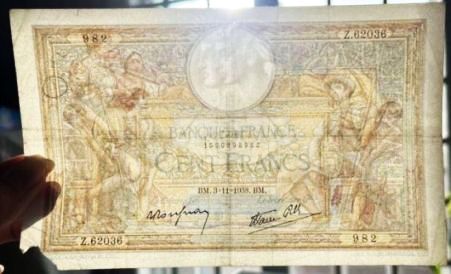 982 Z.62036
BANQUE DE FRANCE
CENT FRANCS
BM. 3-11-1938. BM.
Z.62036 982